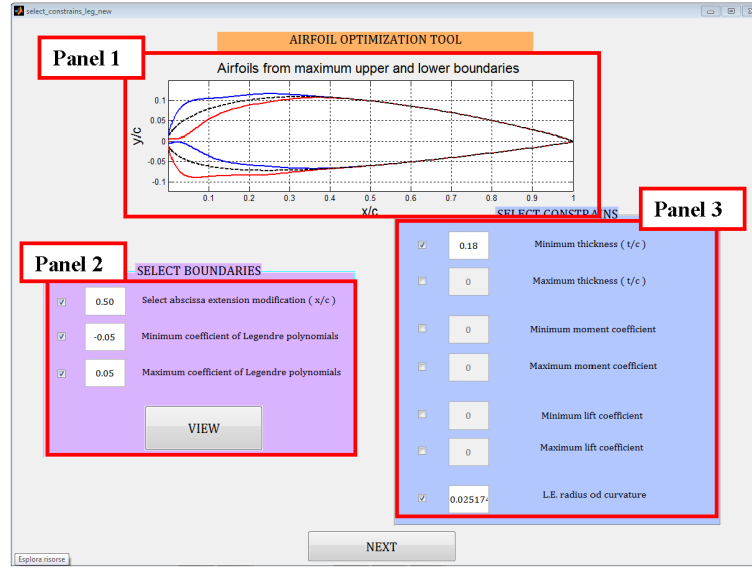 select_constrains_leg_new
AIRFOIL OPTIMIZATION TOOL
Panel 1
Airfoils from maximum upper and lower boundaries
y/c
0.1
0.05
0
-0.05
-0.1
0.1 0.2 0.3 0.4 0.5 0.6 0.7 0.8 0.9 1
x/c
Panel 2
SELECT BOUNDARIES
0.50 Select abscissa extension modification ( x/c )
-0.05 Minimum coefficient of Legendre polynomials
0.05 Maximum coefficient of Legendre polynomials
VIEW
SELECT CONSTRAINS
Panel 3
0.18 Minimum thickness ( t/c )
0 Maximum thickness ( t/c )
0 Minimum moment coefficient
0 Maximum moment coefficient
0 Minimum lift coefficient
0 Maximum lift coefficient
0.025174 L.E. radius od curvature
NEXT
Esplora risorse